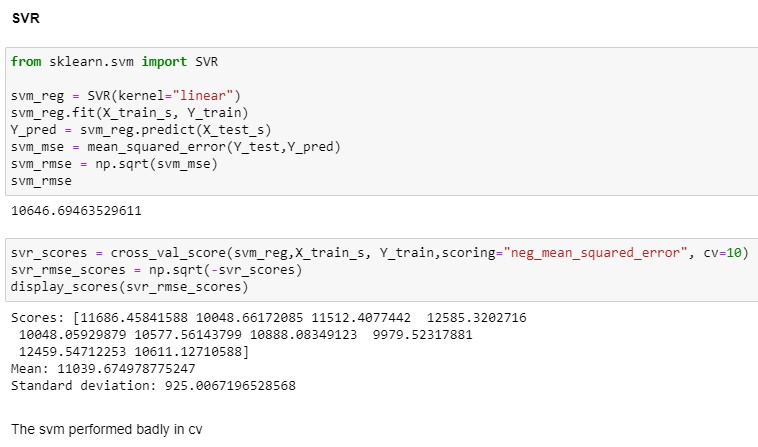 SVR
from sklearn.svm import SVR
svm_reg = SVR(kernel="linear")
svm_reg.fit(X_train_s, Y_train)
Y_pred = svm_reg.predict(X_test_s)
svm_mse = mean_squared_error(Y_test,Y_pred)
svm_rmse = np.sqrt(svm_mse)
svm_rmse
10646.69463529611
svr_scores = cross_val_score(svm_reg,X_train_s, Y_train,scoring="neg_mean_squared_error", cv=10)
svr_rmse_scores = np.sqrt(-svr_scores)
display_scores(svr_rmse_scores)
Scores: [11686.45841588 10048.66172085 11512.4077442  12585.3202716
 10048.05929879 10577.56143799 10888.08349123  9979.52317881
 12459.54712253 10611.12710588]
Mean: 11039.674978775247
Standard deviation: 925.0067196528568
The svm performed badly in cv